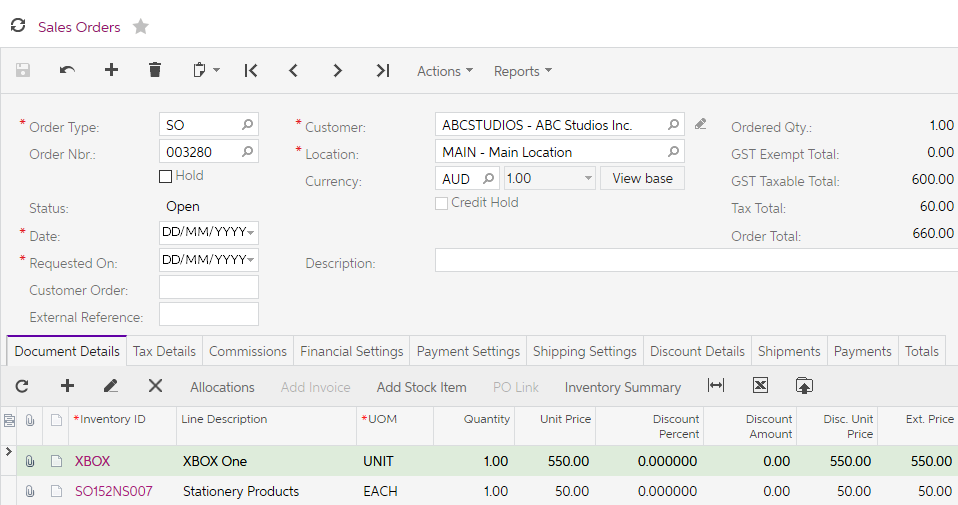 Sales Orders
Actions Reports
* Order Type: SO * Customer: ABCSTUDIOS - ABC Studios Inc. Ordered Qty.: 1.00
Order Nbr.: 003280 * Location: MAIN - Main Location GST Exempt Total: 0.00
Hold Currency: AUD 1.00 View base GST Taxable Total: 600.00
Status: Open Credit Hold Tax Total: 60.00
* Date: DD/MM/YYYY Order Total: 660.00
* Requested On: DD/MM/YYYY Description:
Customer Order:
External Reference:
Document Details Tax Details Commissions Financial Settings Payment Settings Shipping Settings Discount Details Shipments Payments Totals
Allocations Add Invoice Add Stock Item PO Link Inventory Summary
*Inventory ID Line Description *UOM Quantity Unit Price Discount Discount Disc. Unit Ext. Price
Percent Amount Price
XBOX XBOX One UNIT 1.00 550.00 0.000000 0.00 550.00 550.00
SO152NS007 Stationery Products EACH 1.00 50.00 0.000000 0.00 50.00 50.00